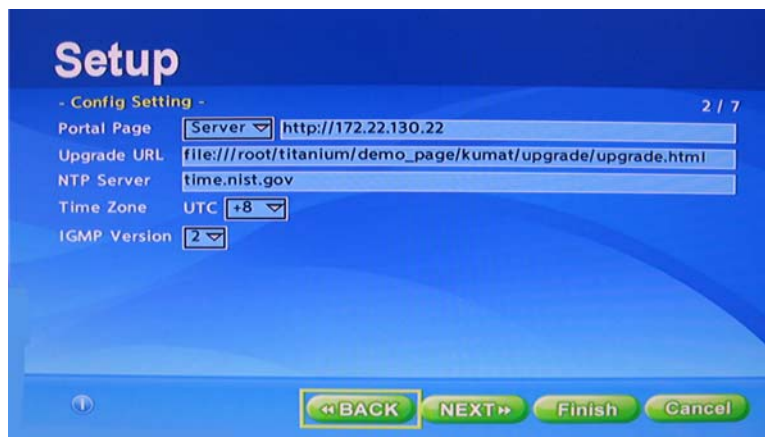 Setup
- Config Setting -
2 / 7
Portal Page Server http://172.22.130.22
Upgrade URL file:///root/titanium/demo_page/kumat/upgrade/upgrade.html
NTP Server time.nist.gov
Time Zone UTC +8
IGMP Version 2
BACK NEXT Finish Cancel